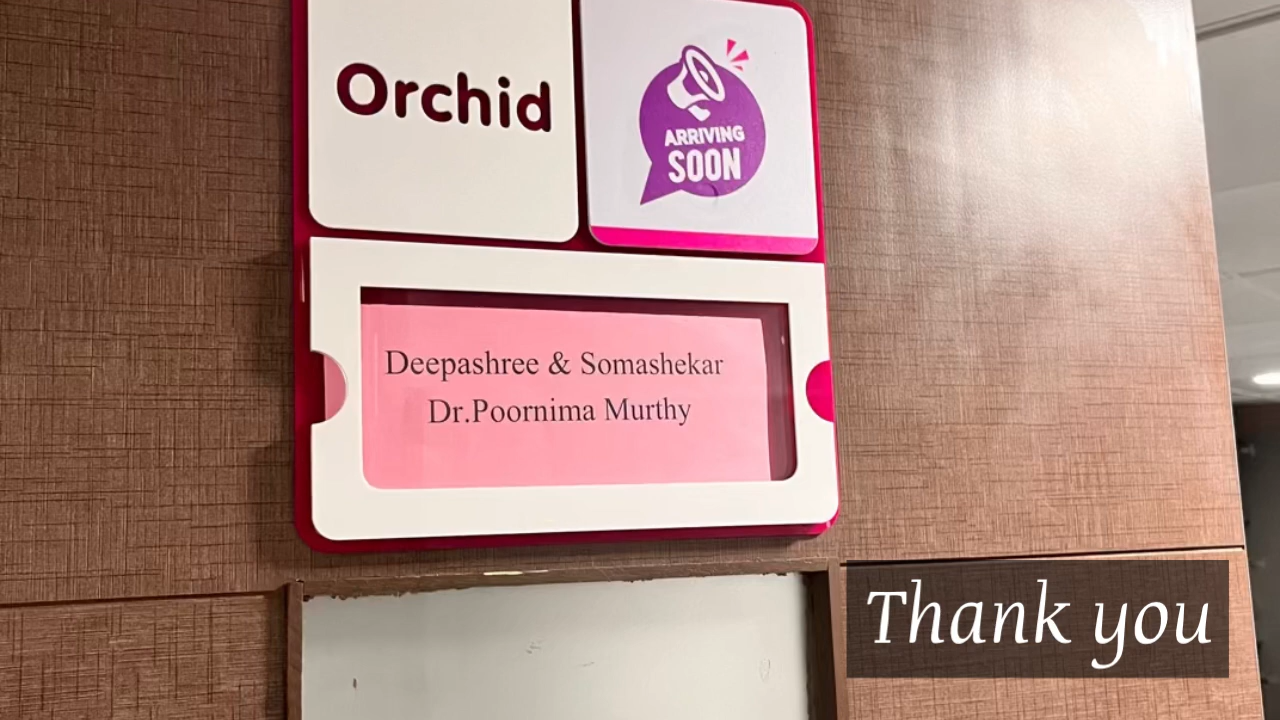 Orchid
ARRIVING
SOON
Deepashree & Somashekar
Dr.Poornima Murthy
Thank you